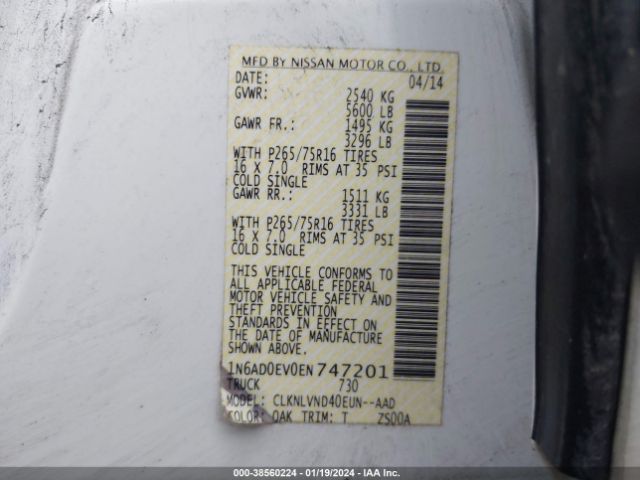 MFD BY NISSAN MOTOR CO., LTD.
DATE: 04/14
GVWR: 2540 KG
5600 LB
GAWR FR.: 1495 KG
3296 LB
WITH P265/75R16 TIRES
16 X 7.0 RIMS AT 35 PSI
COLD SINGLE
GAWR RR.: 1511 KG
3331 LB
WITH P265/75R16 TIRES
16 X 7.0 RIMS AT 35 PSI
COLD SINGLE
THIS VEHICLE CONFORMS TO
ALL APPLICABLE FEDERAL
MOTOR VEHICLE SAFETY AND
THEFT PREVENTION
STANDARDS IN EFFECT ON
THE DATE OF MANUFACTURE
SHOWN ABOVE.
1N6AD0EV0EN747201
TRUCK 730
MODEL: CLKNLVND40EUN--AAD
COLOR: QAK TRIM: T ZS00A
000-38560224 - 01/19/2024 - IAA Inc.